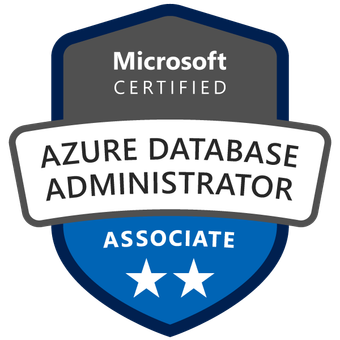 Microsoft
CERTIFIED
AZURE DATABASE
ADMINISTRATOR
ASSOCIATE